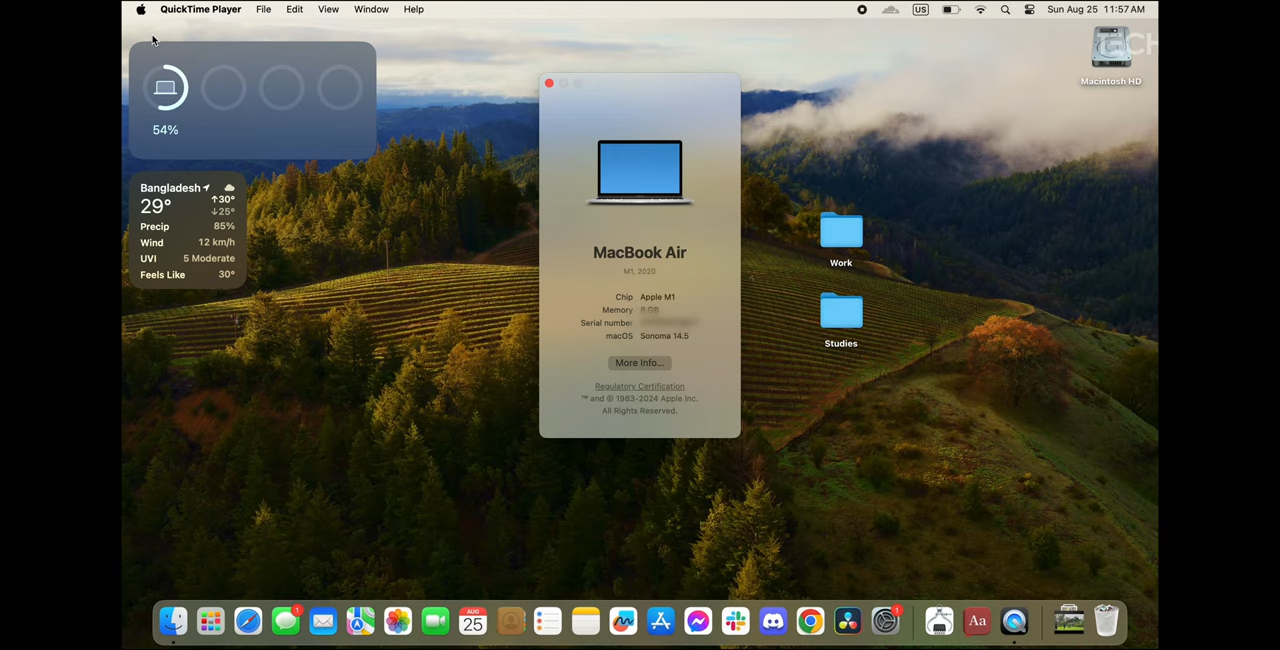 QuickTime Player File Edit View Window Help US Sun Aug 25 11:57 AM
TECH
Macintosh HD
54%
Bangladesh
29° ↑30°
↓25°
Precip 85%
Wind 12 km/h
UVI 5 Moderate
Feels Like 30°
MacBook Air
M1, 2020
Chip Apple M1
Memory 8 GB
Serial number
macOS Sonoma 14.5
More Info...
Regulatory Certification
™ and © 1983-2024 Apple Inc.
All Rights Reserved.
Work
Studies
1
AUG
25
1
Aa